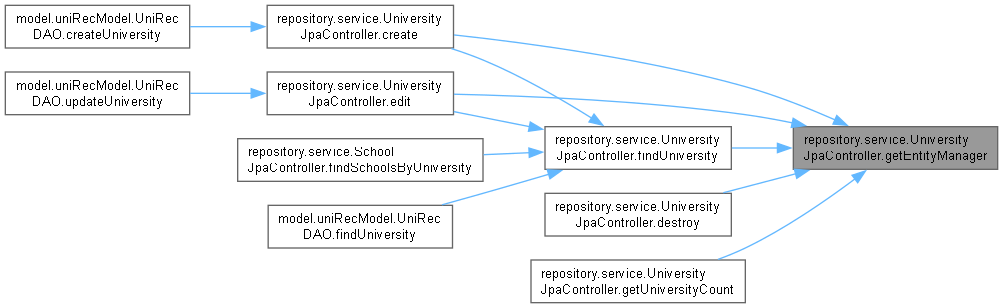 model.uniRecModel.UniRec
DAO.createUniversity
repository.service.University
JpaController.create
model.uniRecModel.UniRec
DAO.updateUniversity
repository.service.University
JpaController.edit
repository.service.School
JpaController.findSchoolsByUniversity
repository.service.University
JpaController.findUniversity
repository.service.University
JpaController.getEntityManager
model.uniRecModel.UniRec
DAO.findUniversity
repository.service.University
JpaController.destroy
repository.service.University
JpaController.getUniversityCount